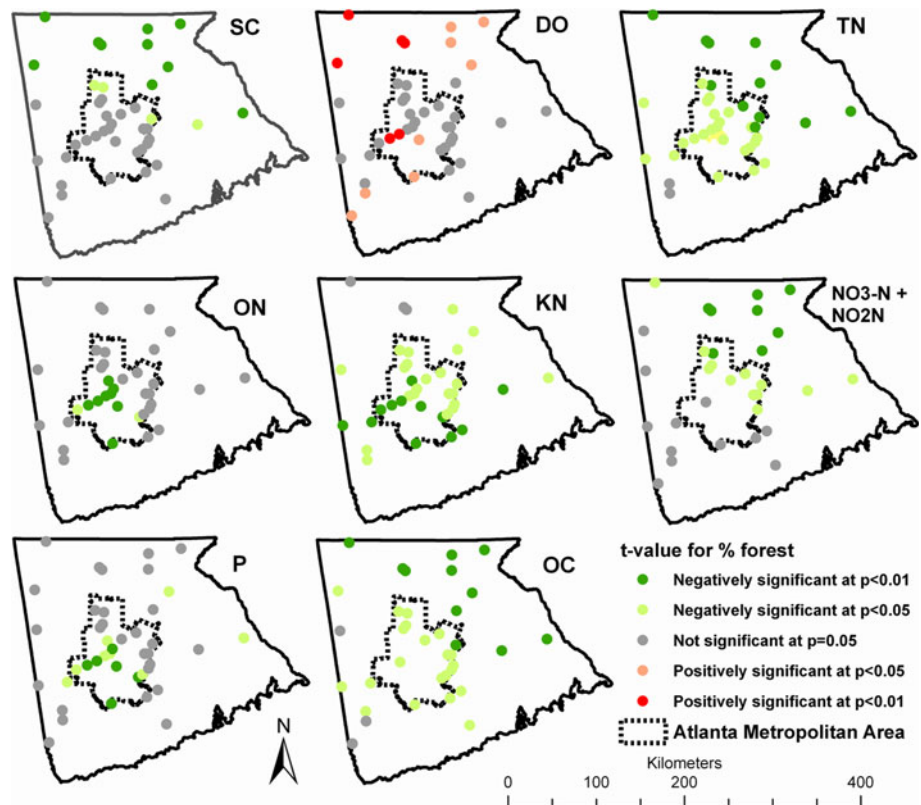 SC
DO
TN
ON
KN
NO3-N +
NO2N
P
OC
t-value for % forest
Negatively significant at p<0.01
Negatively significant at p<0.05
Not significant at p=0.05
Positively significant at p<0.05
Positively significant at p<0.01
Atlanta Metropolitan Area
N
Kilometers
0 100 200 400